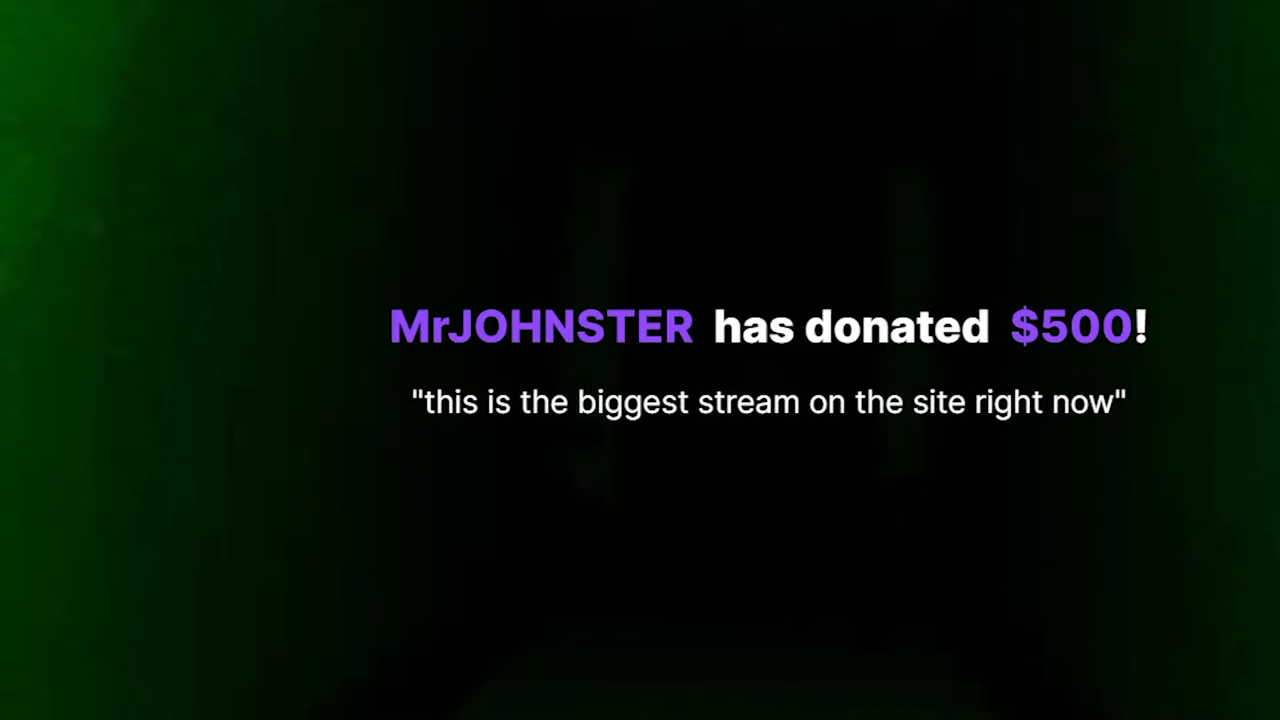 MrJOHNSTER has donated $500!
"this is the biggest stream on the site right now"